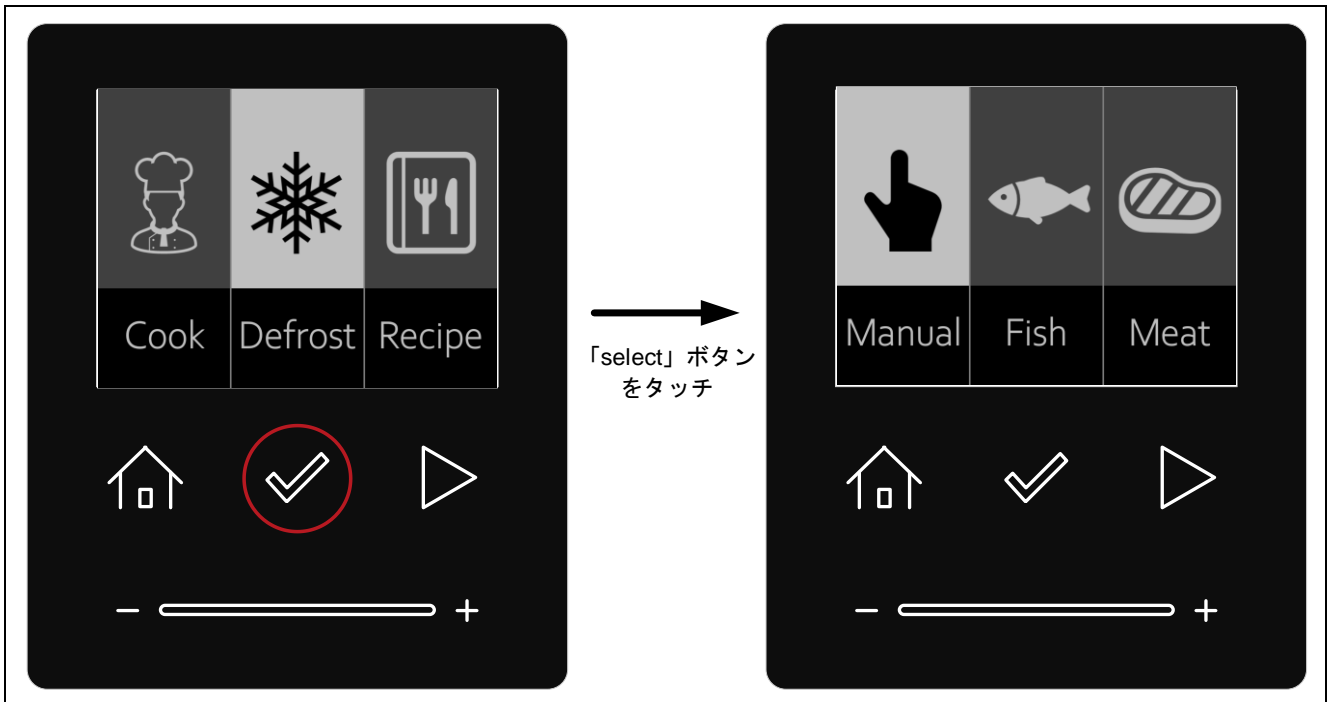 Cook Defrost Recipe
「select」ボタン
をタッチ
Manual Fish Meat
− +
− +